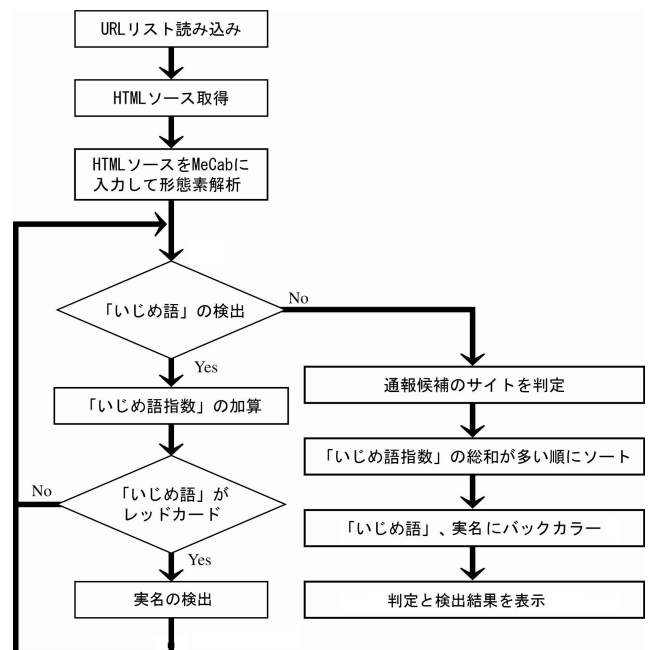 URLリスト読み込み
HTMLソース取得
HTMLソースをMeCabに
入力して形態素解析
「いじめ語」の検出
No
Yes
「いじめ語指数」の加算
「いじめ語」が
レッドカード
No
Yes
実名の検出
通報候補のサイトを判定
「いじめ語指数」の総和が多い順にソート
「いじめ語」、実名にバックカラー
判定と検出結果を表示